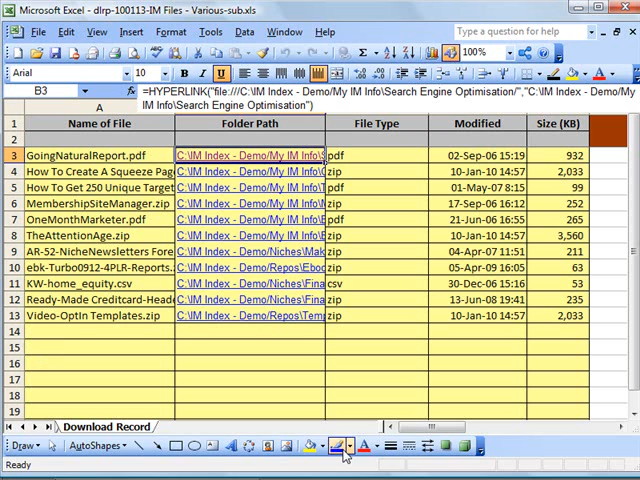 Microsoft Excel - dlrp-100113-IM Files - Various-sub.xls
File Edit View Insert Format Tools Data Window Help Type a question for help
100%
Arial 10 B I U
B3 =HYPERLINK("file:///C:\IM Index - Demo/My IM Info\Search Engine Optimisation/","C:\IM Index - Demo/My
IM Info\Search Engine Optimisation")
A
1 Name of File Folder Path File Type Modified Size (KB)
2
3 GoingNaturalReport.pdf C:\IM Index - Demo/My IM Info\S pdf 02-Sep-06 15:19 932
4 How To Create A Squeeze Pag C:\IM Index - Demo/My IM Info\ zip 10-Jan-10 14:57 2,033
5 How To Get 250 Unique Target C:\IM Index - Demo/My IM Info\T pdf 01-May-07 8:15 99
6 MembershipSiteManager.zip C:\IM Index - Demo/My IM Info\ zip 17-Sep-06 16:12 252
7 OneMonthMarketer.pdf C:\IM Index - Demo/My IM Info\ pdf 21-Jun-06 16:55 265
8 TheAttentionAge.zip C:\IM Index - Demo/My IM Info\ zip 10-Jan-10 14:57 3,560
9 AR-52-NicheNewsletters Fore C:\IM Index - Demo/Niches\Mak zip 04-Apr-07 11:51 211
10 ebk-Turbo0912-4PLR-Reports. C:\IM Index - Demo/Repos\Eboo zip 05-Apr-09 16:05 63
11 KW-home_equity.csv C:\IM Index - Demo/Niches\Fina csv 30-Dec-06 15:16 53
12 Ready-Made Creditcard-Heade C:\IM Index - Demo/Niches\Fina zip 13-Jun-08 19:41 235
13 Video-OptIn Templates.zip C:\IM Index - Demo/Repos\Temp zip 10-Jan-10 14:57 2,033
14
15
16
17
18
19
Download Record
Draw AutoShapes
Ready